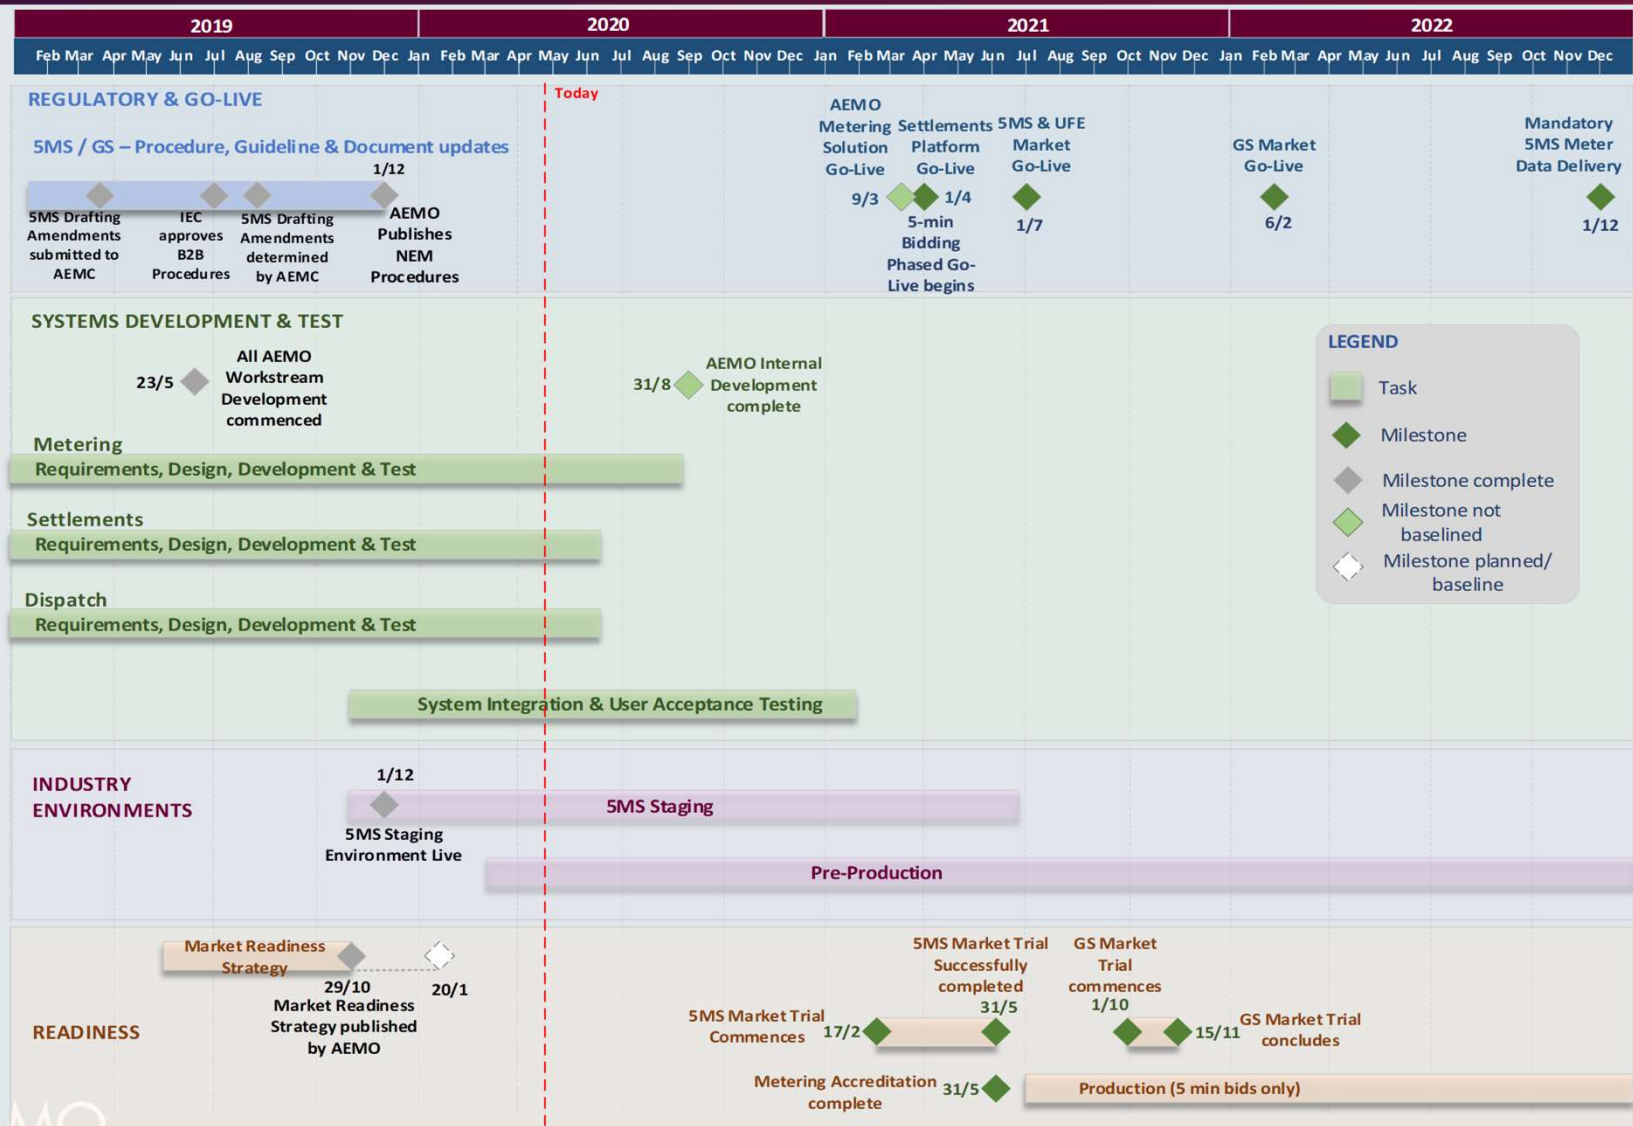 2019 2020 2021 2022
Feb Mar Apr May Jun Jul Aug Sep Oct Nov Dec Jan Feb Mar Apr May Jun Jul Aug Sep Oct Nov Dec Jan Feb Mar Apr May Jun Jul Aug Sep Oct Nov Dec Jan Feb Mar Apr May Jun Jul Aug Sep Oct Nov Dec
REGULATORY & GO-LIVE
Today
5MS / GS – Procedure, Guideline & Document updates
1/12
5MS Drafting
Amendments
submitted to
AEMC
IEC
approves
B2B
Procedures
5MS Drafting
Amendments
determined
by AEMC
AEMO
Publishes
NEM
Procedures
AEMO
Metering
Solution
Go-Live
9/3
Settlements
Platform
Go-Live
1/4
5-min
Bidding
Phased Go-
Live begins
5MS & UFE
Market
Go-Live
1/7
GS Market
Go-Live
6/2
Mandatory
5MS Meter
Data Delivery
1/12
SYSTEMS DEVELOPMENT & TEST
23/5
All AEMO
Workstream
Development
commenced
31/8
AEMO Internal
Development
complete
Metering
Requirements, Design, Development & Test
Settlements
Requirements, Design, Development & Test
Dispatch
Requirements, Design, Development & Test
System Integration & User Acceptance Testing
LEGEND
Task
Milestone
Milestone complete
Milestone not
baselined
Milestone planned/
baseline
INDUSTRY
ENVIRONMENTS
1/12
5MS Staging
5MS Staging
Environment Live
Pre-Production
READINESS
Market Readiness
Strategy
29/10
Market Readiness
Strategy published
by AEMO
20/1
5MS Market Trial
Commences
17/2
5MS Market Trial
Successfully
completed
31/5
GS Market
Trial
commences
1/10
15/11
GS Market Trial
concludes
Metering Accreditation
complete
31/5
Production (5 min bids only)